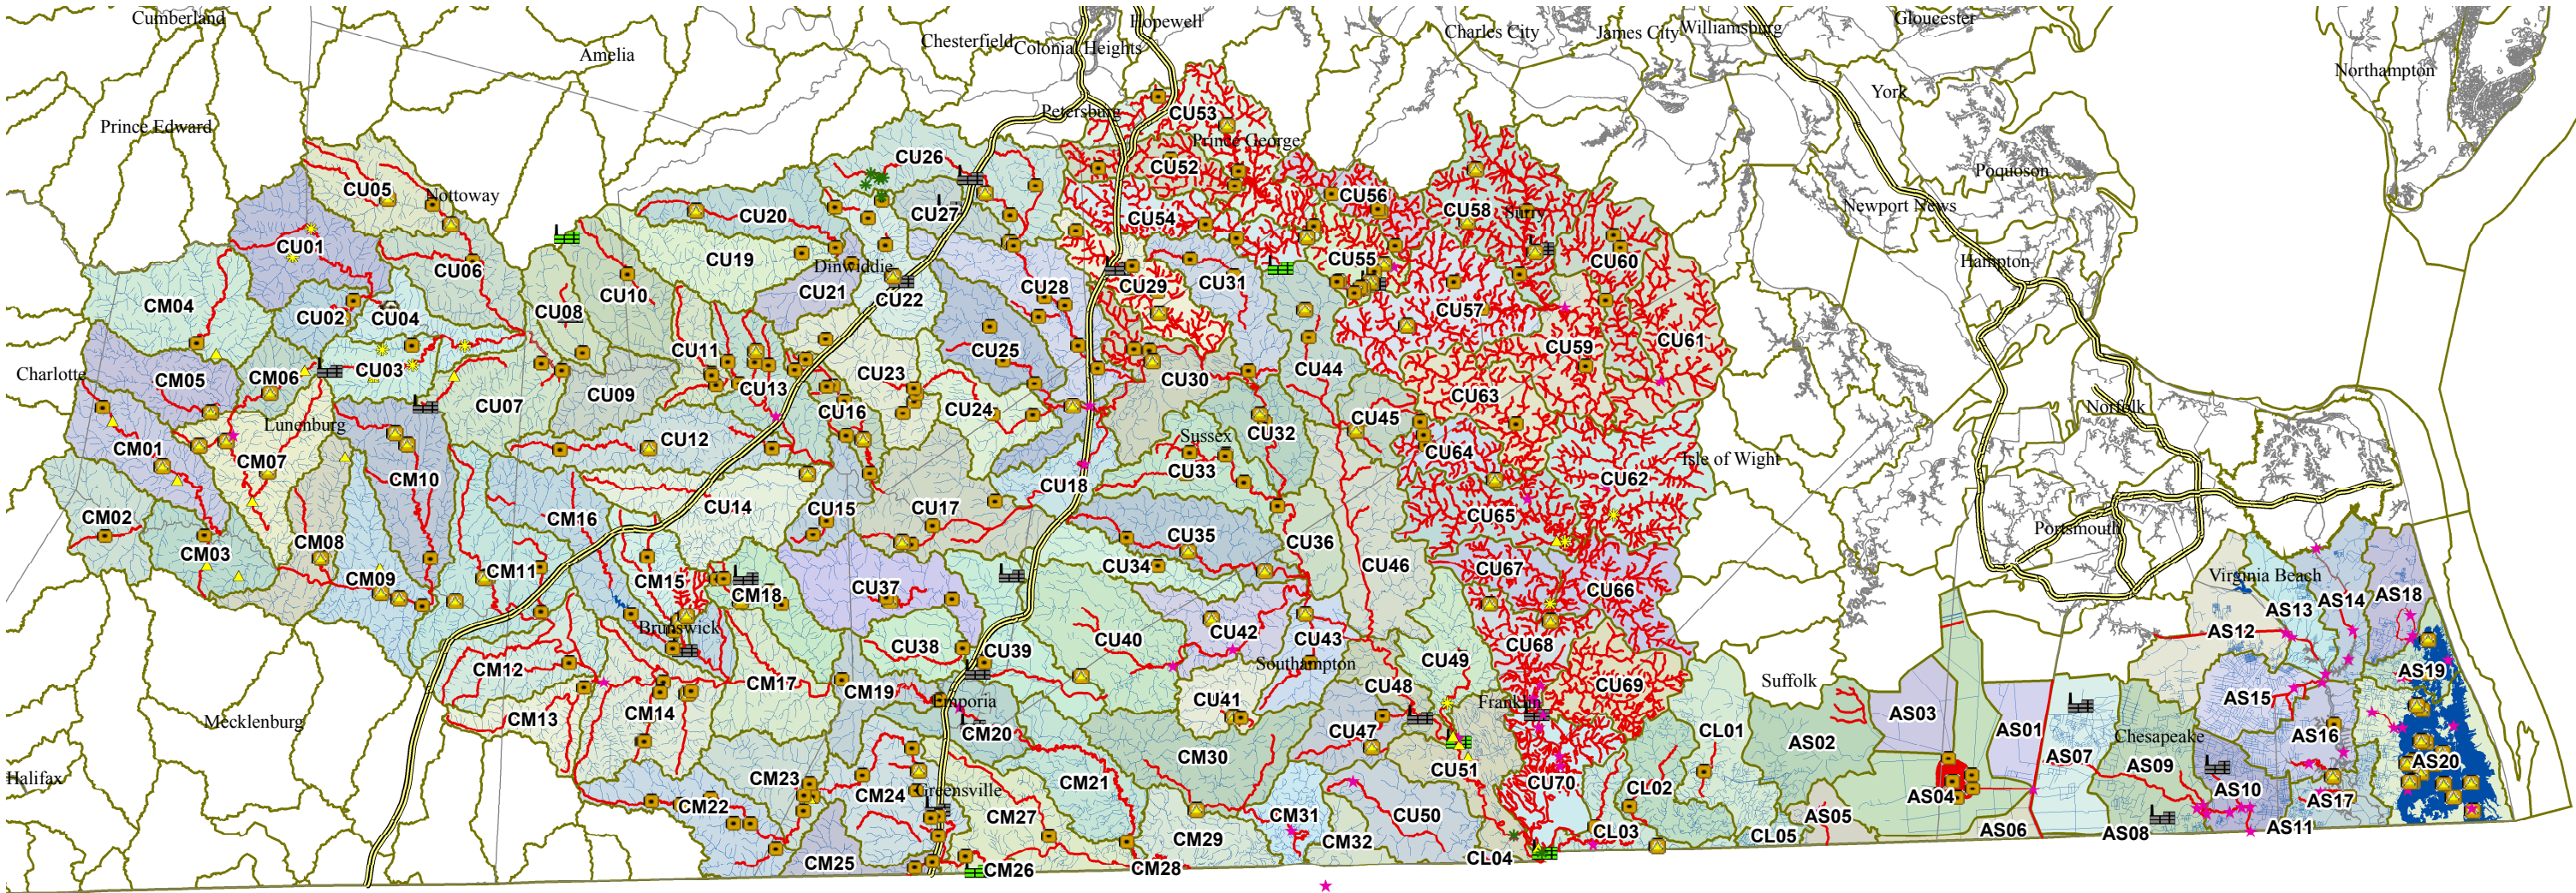 Cumberland
Hopewell
Gloucester
Chesterfield
Colonial Heights
Charles City
James City
Williamsburg
Amelia
Northampton
York
Petersburg
Prince Edward
CU53
Prince George
CU26
CU52
CU05
Nottoway
CU56
Poquoson
CU20
CU27
CU54
CU58
Surry
Newport News
CU01
CU19
CU55
CU60
Hampton
CU06
Dinwiddie
CU31
CM04
CU10
CU21
CU22
CU28
CU29
CU02
CU04
CU08
CU57
CU11
CU25
CU59
CU61
Charlotte
CM05
CM06
CU03
CU13
CU23
CU30
CU44
CU09
CU63
CU07
CU16
CU24
Norfolk
Lunenburg
CU12
Sussex
CU32
CU45
CM01
CM07
CU64
Isle of Wight
CM10
CU33
CU62
CU18
CM02
CM16
CU14
CU15
CU17
CU65
Portsmouth
CM03
CM08
CU35
CU36
CM09
CM11
CM15
CM18
CU34
CU46
CU67
Virginia Beach
CU37
CU66
AS18
AS13
AS14
Brunswick
CU42
CU43
AS12
CU38
CU39
CU40
CU68
CM12
Southampton
CU49
AS19
CM17
CM19
CU48
CU69
Suffolk
CU41
Emporia
Franklin
AS15
Mecklenburg
CM13
CM14
AS03
CM20
CU47
CL01
AS01
Chesapeake
AS16
AS02
Halifax
CM30
CU51
AS07
AS09
AS20
CM23
CM21
CU70
CL02
CM22
CM24
Greensville
AS04
AS10
AS17
CM27
CM31
CU50
AS05
CM29
CM32
CL03
CL05
AS06
AS08
AS11
CM25
CM26
CM28
CL04